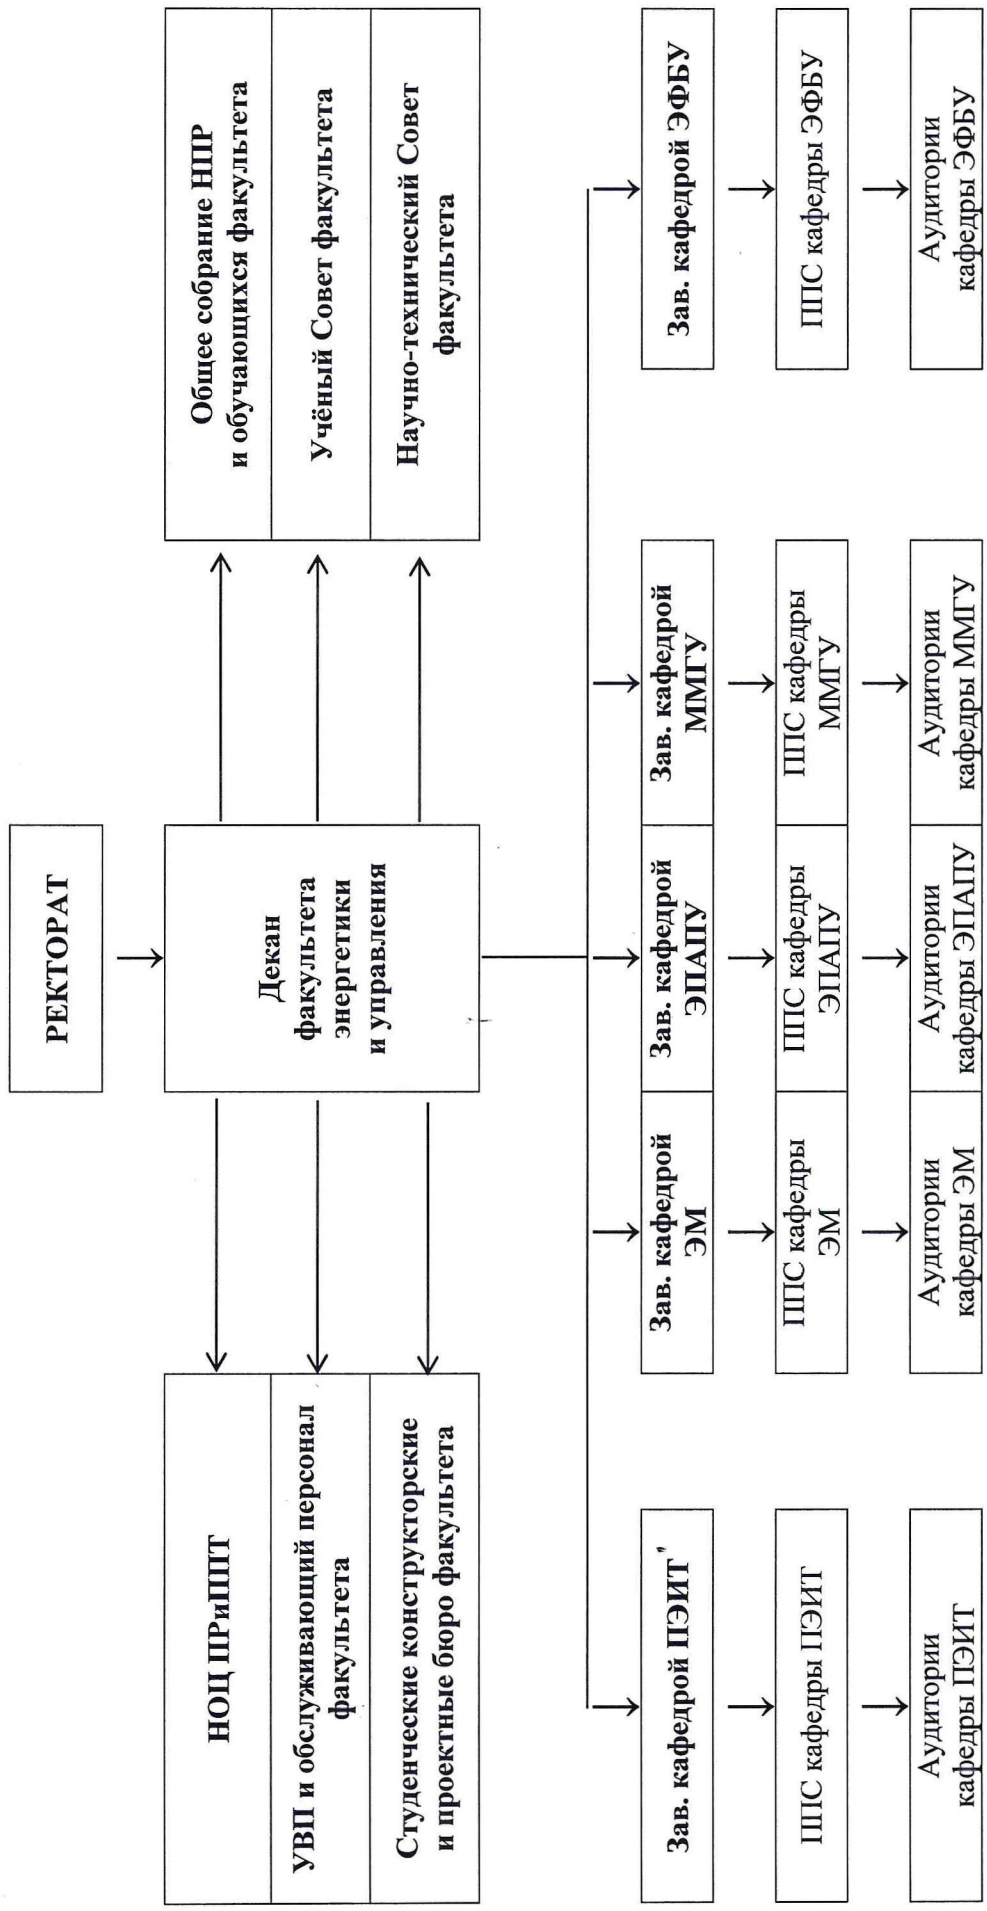 РЕКТОРАТ
НОЦ ПРиППТ
УВП и обслуживающий персонал
факультета
Студенческие конструкторские
и проектные бюро факультета
Декан
факультета
энергетики
и управления
Общее собрание НПР
и обучающихся факультета
Учёный Совет факультета
Научно-технический Совет
факультета
Зав. кафедрой ПЭИТ
Зав. кафедрой
ЭМ
Зав. кафедрой
ЭПАПУ
Зав. кафедрой
ММГУ
Зав. кафедрой ЭФБУ
ППС кафедры ПЭИТ
ППС кафедры
ЭМ
ППС кафедры
ЭПАПУ
ППС кафедры
ММГУ
ППС кафедры ЭФБУ
Аудитории
кафедры ПЭИТ
Аудитории
кафедры ЭМ
Аудитории
кафедры ЭПАПУ
Аудитории
кафедры ММГУ
Аудитории
кафедры ЭФБУ